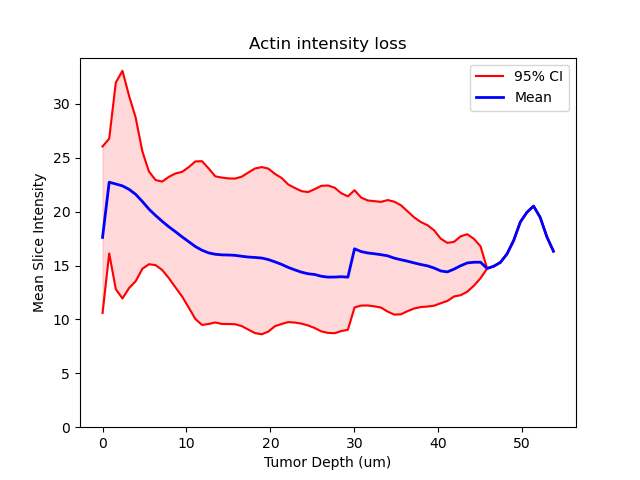 Actin intensity loss
95% CI
Mean
Mean Slice Intensity
30
25
20
15
10
5
0
0 10 20 30 40 50
Tumor Depth (um)